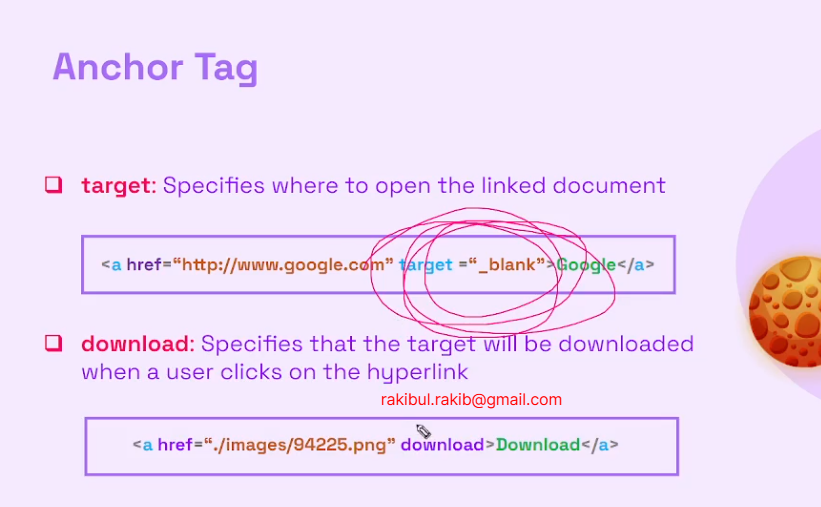 Anchor Tag
target: Specifies where to open the linked document
<a href=“http://www.google.com” target =“_blank”>Google</a>
download: Specifies that the target will be downloaded
when a user clicks on the hyperlink
rakibul.rakib@gmail.com
<a href=“./images/94225.png” download>Download</a>